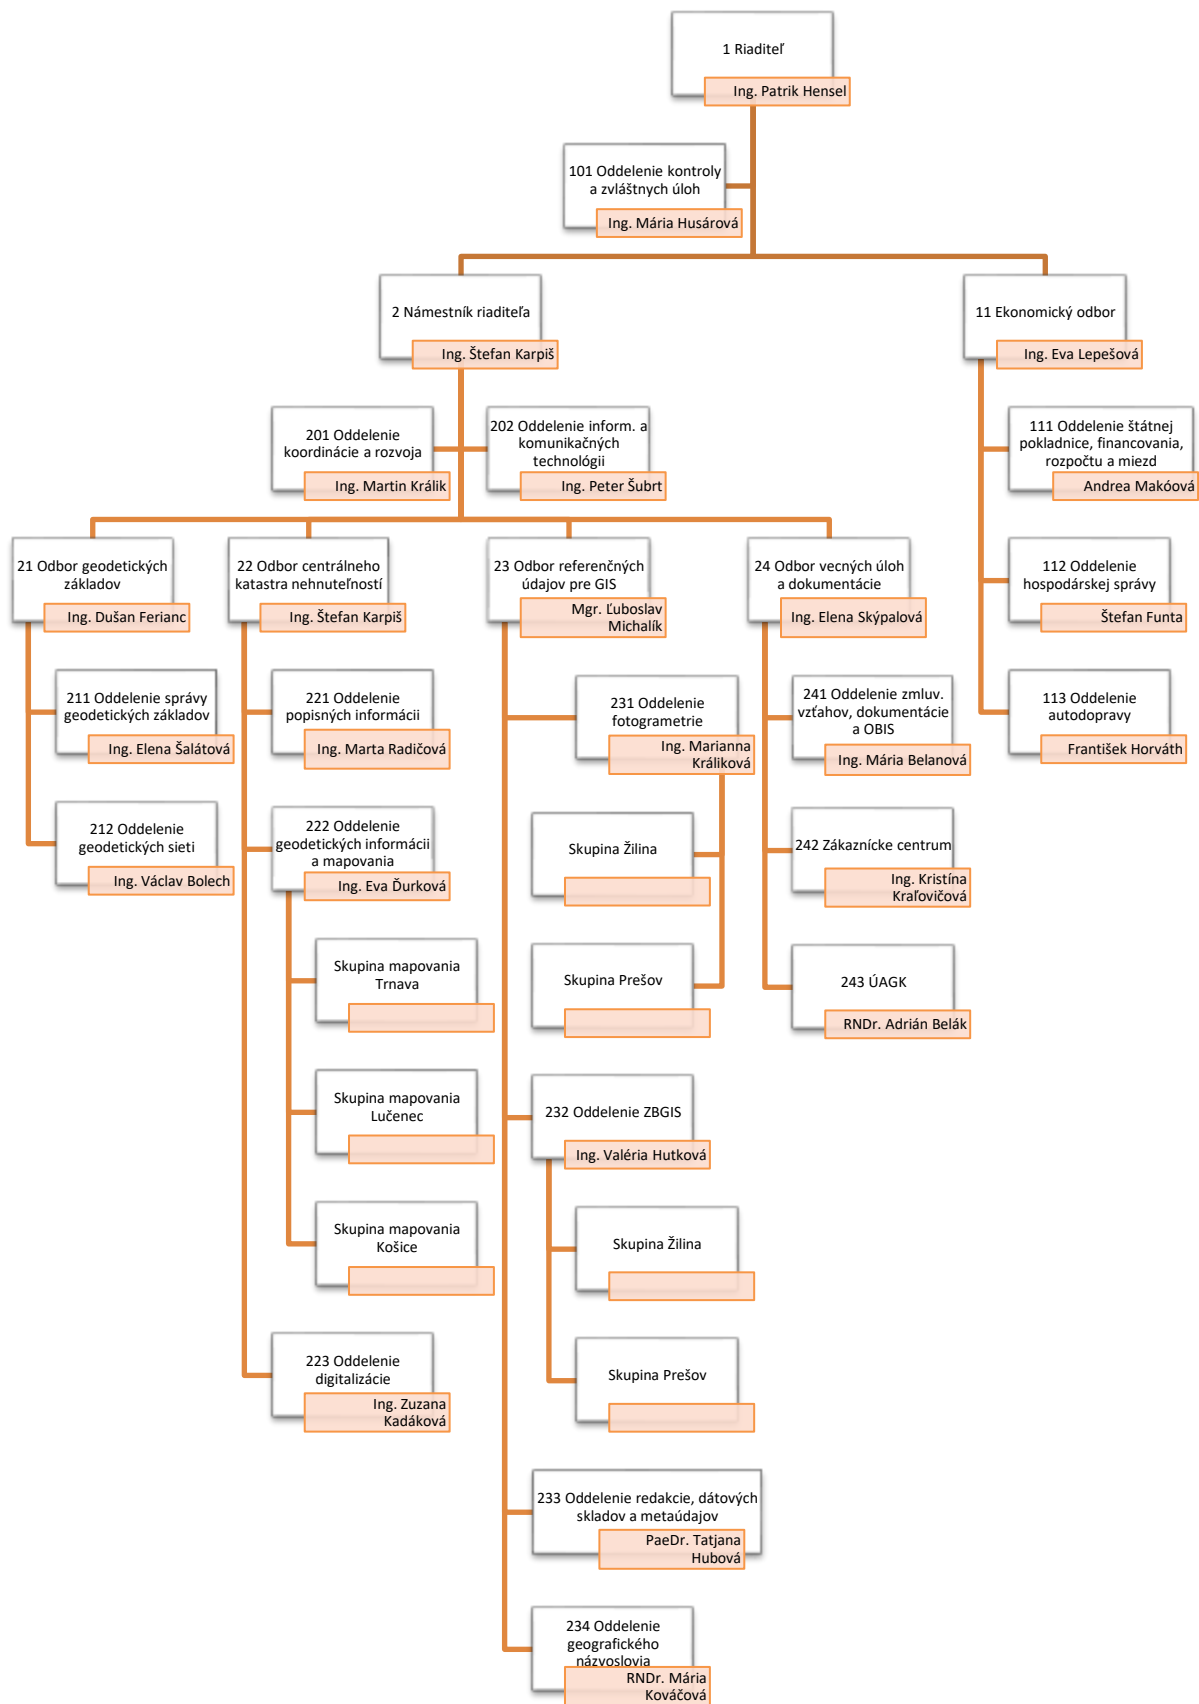 1 Riaditeľ
Ing. Patrik Hensel
101 Oddelenie kontroly
a zvláštnych úloh
Ing. Mária Husárová
2 Námestník riaditeľa
Ing. Štefan Karpiš
11 Ekonomický odbor
Ing. Eva Lepešová
201 Oddelenie
koordinácie a rozvoja
Ing. Martin Králik
202 Oddelenie inform. a
komunikačných
technológii
Ing. Peter Šubrt
111 Oddelenie štátnej
pokladnice, financovania,
rozpočtu a miezd
Andrea Makóová
112 Oddelenie
hospodárskej správy
Štefan Funta
113 Oddelenie
autodopravy
František Horváth
21 Odbor geodetických
základov
Ing. Dušan Ferianc
211 Oddelenie správy
geodetických základov
Ing. Elena Šalátová
212 Oddelenie
geodetických sieti
Ing. Václav Bolech
22 Odbor centrálneho
katastra nehnuteľností
Ing. Štefan Karpiš
221 Oddelenie
popisných informácii
Ing. Marta Radičová
222 Oddelenie
geodetických informácii
a mapovania
Ing. Eva Ďurková
Skupina mapovania
Trnava
Skupina mapovania
Lučenec
Skupina mapovania
Košice
223 Oddelenie
digitalizácie
Ing. Zuzana
Kadáková
23 Odbor referenčných
údajov pre GIS
Mgr. Ľuboslav
Michalík
231 Oddelenie
fotogrametrie
Ing. Marianna
Králiková
Skupina Žilina
Skupina Prešov
232 Oddelenie ZBGIS
Ing. Valéria Hutková
Skupina Žilina
Skupina Prešov
233 Oddelenie redakcie, dátových
skladov a metaúdajov
PaeDr. Tatjana
Hubová
234 Oddelenie
geografického
názvoslovia
RNDr. Mária
Kováčová
24 Odbor vecných úloh
a dokumentácie
Ing. Elena Skýpalová
241 Oddelenie zmluv.
vzťahov, dokumentácie
a OBIS
Ing. Mária Belanová
242 Zákaznícke centrum
Ing. Kristína
Kraľovičová
243 ÚAGK
RNDr. Adrián Belák